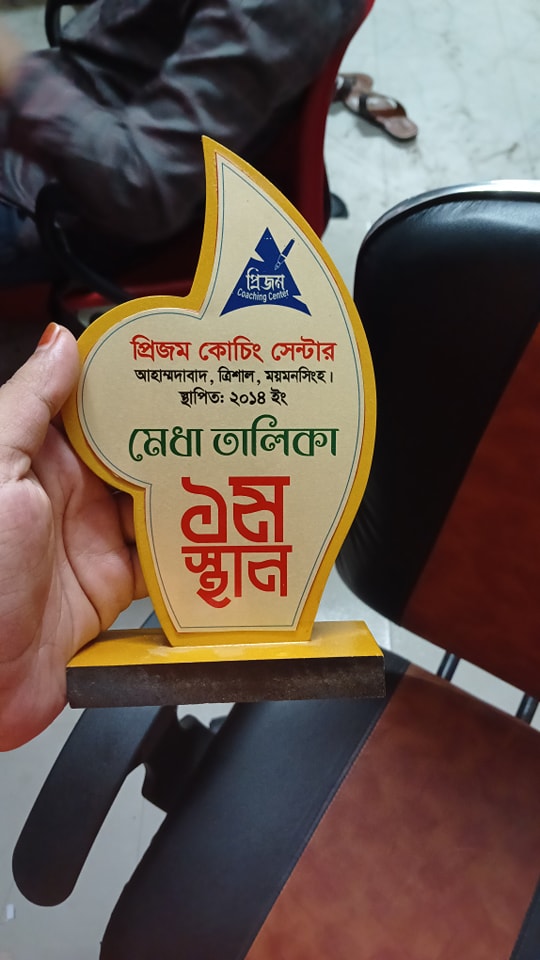 প্রিজম
Coaching Center
প্রিজম কোচিং সেন্টার
আহাম্মদাবাদ, ত্রিশাল, ময়মনসিংহ।
স্থাপিত: ২০১৪ ইং
মেধা তালিকা
১ম
স্থান